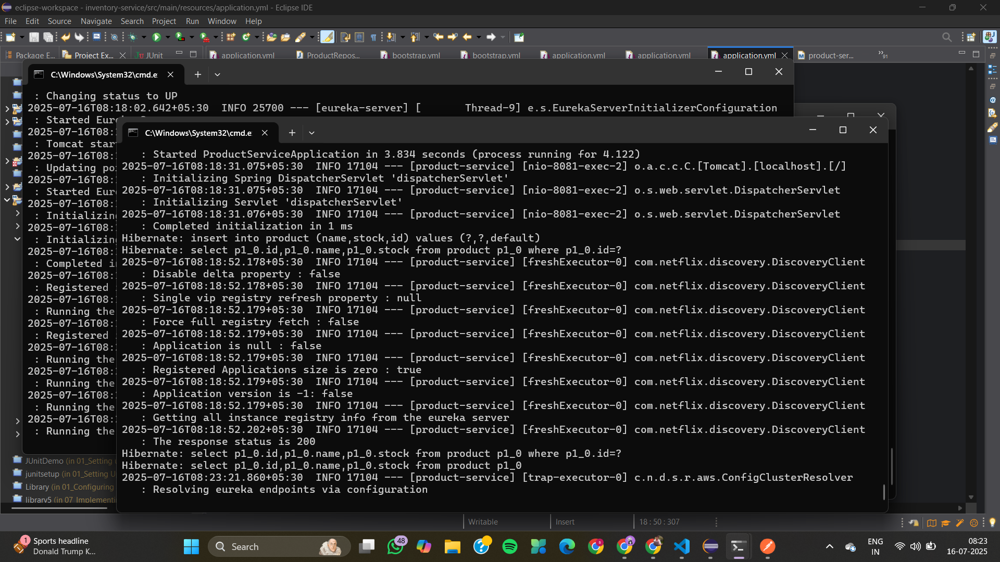 eclipse-workspace - inventory-service/src/main/resources/application.yml - Eclipse IDE
File Edit Source Navigate Search Project Run Window Help
Package E... Project Ex... JUnit application.yml ProductRepos... bootstrap.yml bootstrap.yml application.yml application.yml application.yml product-ser... 91
C:\Windows\System32\cmd.e
: Changing status to UP
2025-07-16T08:18:02.642+05:30  INFO 25700 --- [eureka-server] [       Thread-9] e.s.EurekaServerInitializerConfiguration
: Started Eur
2025-07-16T08:
: Tomcat star
2025-07-16T08:
: Updating po
2025-07-16T08:
: Started Eur
2025-07-16T08:
: Initializing
2025-07-16T08:
: Initializing
2025-07-16T08:
: Completed i
2025-07-16T08:
: Registered
2025-07-16T08:
: Running the
2025-07-16T08:
: Registered
2025-07-16T08:
: Running the
2025-07-16T08:
: Running the
2025-07-16T08:
: Running the
2025-07-16T08:
: Running the
C:\Windows\System32\cmd.e
: Started ProductServiceApplication in 3.834 seconds (process running for 4.122)
2025-07-16T08:18:31.075+05:30  INFO 17104 --- [product-service] [nio-8081-exec-2] o.a.c.c.C.[Tomcat].[localhost].[/]
: Initializing Spring DispatcherServlet 'dispatcherServlet'
2025-07-16T08:18:31.075+05:30  INFO 17104 --- [product-service] [nio-8081-exec-2] o.s.web.servlet.DispatcherServlet
: Initializing Servlet 'dispatcherServlet'
2025-07-16T08:18:31.076+05:30  INFO 17104 --- [product-service] [nio-8081-exec-2] o.s.web.servlet.DispatcherServlet
: Completed initialization in 1 ms
Hibernate: insert into product (name,stock,id) values (?,?,default)
Hibernate: select p1_0.id,p1_0.name,p1_0.stock from product p1_0 where p1_0.id=?
2025-07-16T08:18:52.178+05:30  INFO 17104 --- [product-service] [freshExecutor-0] com.netflix.discovery.DiscoveryClient
: Disable delta property : false
2025-07-16T08:18:52.178+05:30  INFO 17104 --- [product-service] [freshExecutor-0] com.netflix.discovery.DiscoveryClient
: Single vip registry refresh property : null
2025-07-16T08:18:52.179+05:30  INFO 17104 --- [product-service] [freshExecutor-0] com.netflix.discovery.DiscoveryClient
: Force full registry fetch : false
2025-07-16T08:18:52.179+05:30  INFO 17104 --- [product-service] [freshExecutor-0] com.netflix.discovery.DiscoveryClient
: Application is null : false
2025-07-16T08:18:52.179+05:30  INFO 17104 --- [product-service] [freshExecutor-0] com.netflix.discovery.DiscoveryClient
: Registered Applications size is zero : true
2025-07-16T08:18:52.179+05:30  INFO 17104 --- [product-service] [freshExecutor-0] com.netflix.discovery.DiscoveryClient
: Application version is -1: false
2025-07-16T08:18:52.179+05:30  INFO 17104 --- [product-service] [freshExecutor-0] com.netflix.discovery.DiscoveryClient
: Getting all instance registry info from the eureka server
2025-07-16T08:18:52.202+05:30  INFO 17104 --- [product-service] [freshExecutor-0] com.netflix.discovery.DiscoveryClient
: The response status is 200
Hibernate: select p1_0.id,p1_0.name,p1_0.stock from product p1_0 where p1_0.id=?
Hibernate: select p1_0.id,p1_0.name,p1_0.stock from product p1_0
2025-07-16T08:23:21.860+05:30  INFO 17104 --- [product-service] [trap-executor-0] c.n.d.s.r.aws.ConfigClusterResolver
: Resolving eureka endpoints via configuration
JUnitDemo (in 01_Setting
junitsetup (in 01_Setting U
Library (in 01_Configuring
library5 (in 07_Implementi
Writable Insert 18 : 50 : 307
1 Sports headline
Donald Trump K...
Search
48
ENG
IN
08:23
16-07-2025